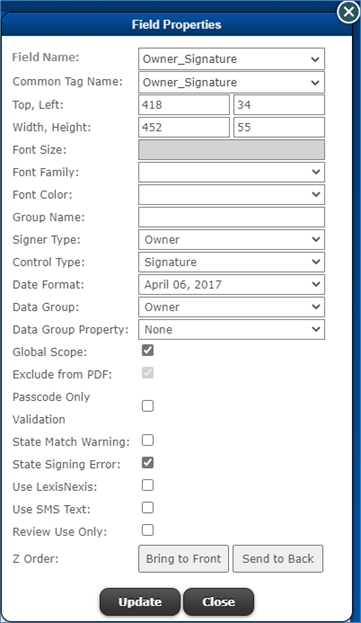 Field Properties
Field Name: Owner_Signature
Common Tag Name: Owner_Signature
Top, Left: 418 34
Width, Height: 452 55
Font Size:
Font Family:
Font Color:
Group Name:
Signer Type: Owner
Control Type: Signature
Date Format: April 06, 2017
Data Group: Owner
Data Group Property: None
Global Scope:
Exclude from PDF:
Passcode Only
Validation
State Match Warning:
State Signing Error:
Use LexisNexis:
Use SMS Text:
Review Use Only:
Z Order: Bring to Front Send to Back
Update Close